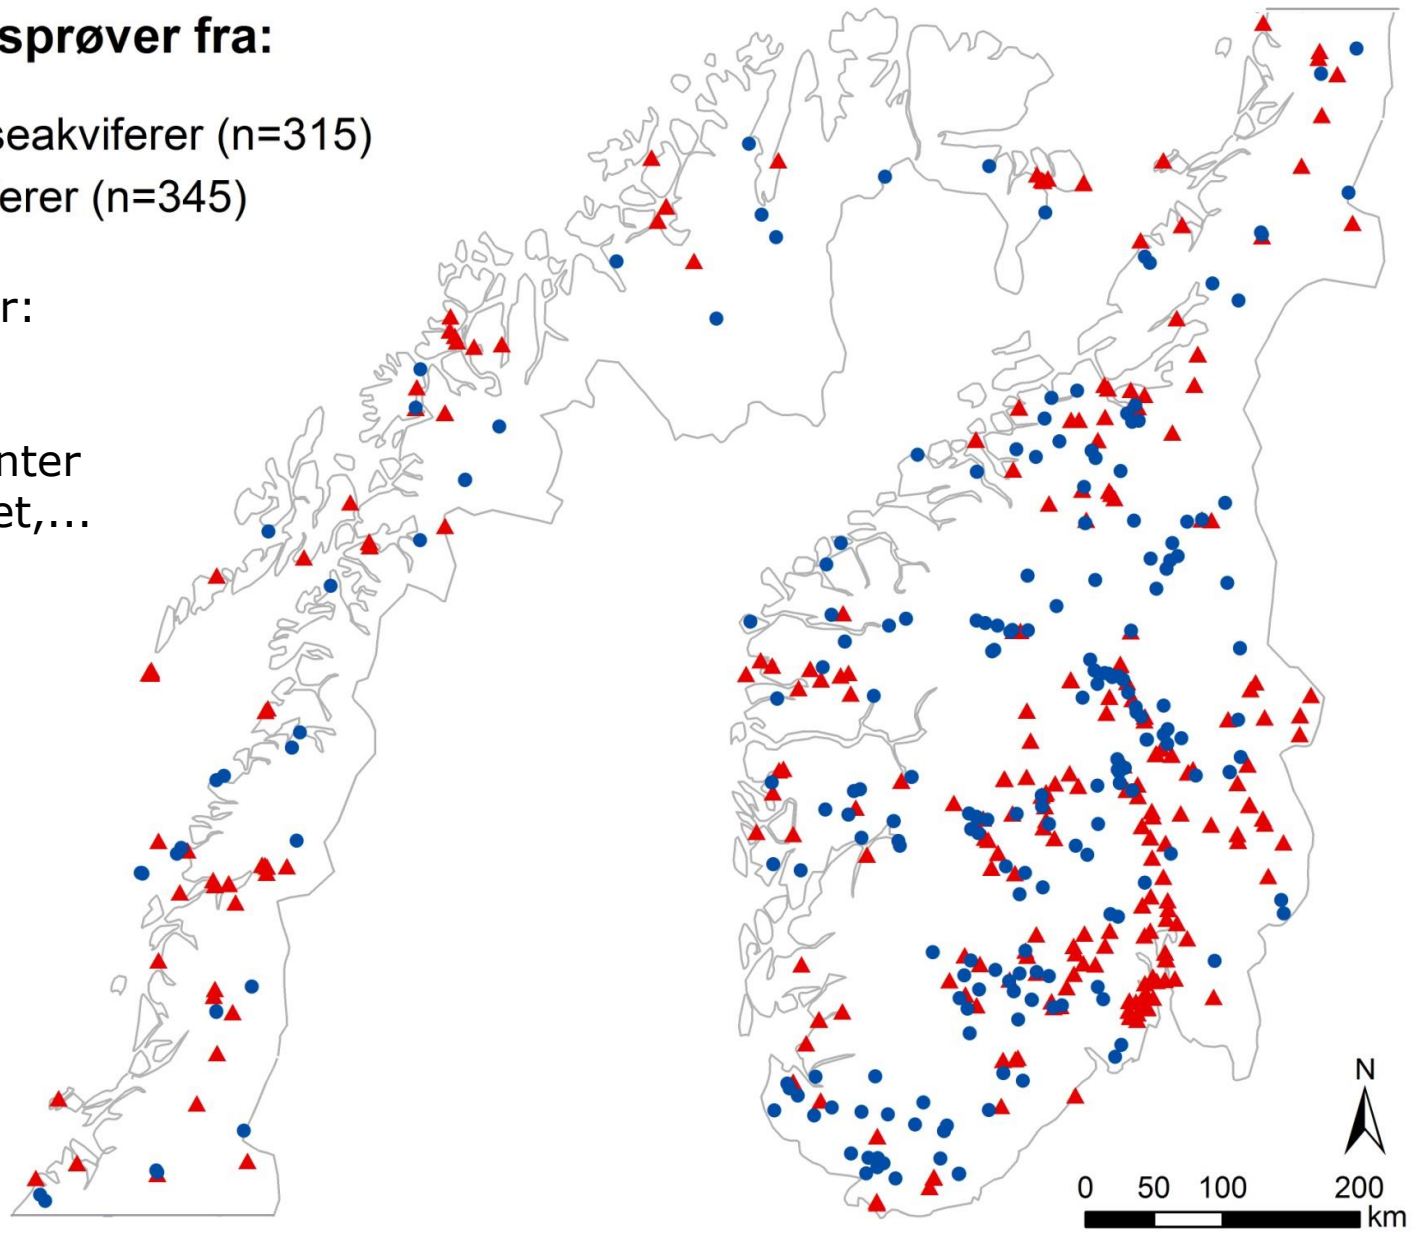 sprøver fra:
seakviferer (n=315)
erer (n=345)
r:
nter
et,...
N
0 50 100 200
km